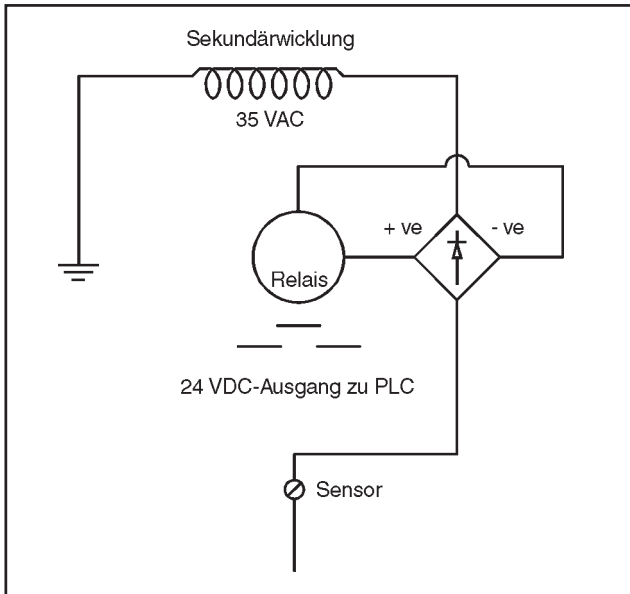 Sekundärwicklung
35 VAC
+ ve
- ve
Relais
24 VDC-Ausgang zu PLC
Sensor